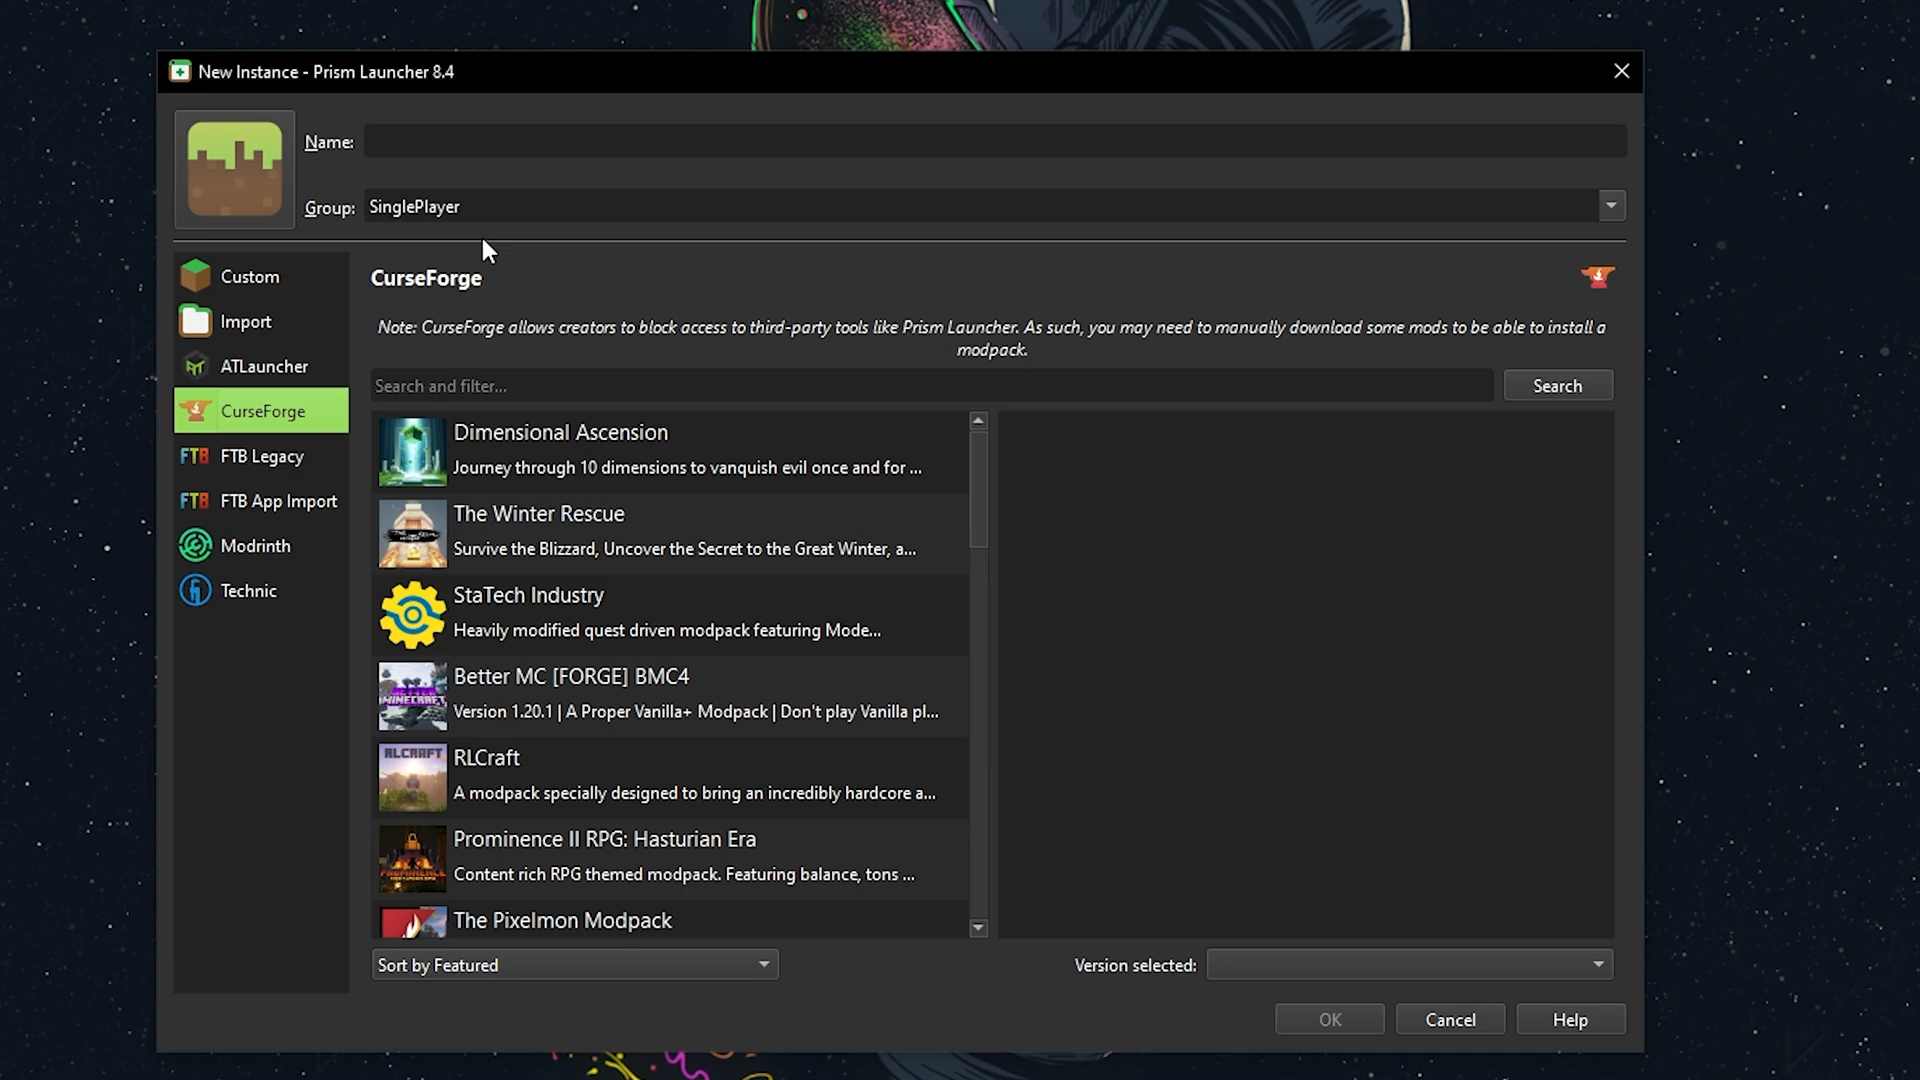 New Instance - Prism Launcher 8.4
Name:
Group: SinglePlayer
Custom
Import
ATLauncher
CurseForge
FTB FTB Legacy
FTB FTB App Import
Modrinth
Technic
CurseForge
Note: CurseForge allows creators to block access to third-party tools like Prism Launcher. As such, you may need to manually download some mods to be able to install a
modpack.
Search and filter... Search
Dimensional Ascension
Journey through 10 dimensions to vanquish evil once and for ...
The Winter Rescue
Survive the Blizzard, Uncover the Secret to the Great Winter, a...
StaTech Industry
Heavily modified quest driven modpack featuring Mode...
BETTER
MINECRAFT
Better MC [FORGE] BMC4
Version 1.20.1 | A Proper Vanilla+ Modpack | Don't play Vanilla pl...
RLCRAFT
RLCraft
A modpack specially designed to bring an incredibly hardcore a...
PROMINENCE
Prominence II RPG: Hasturian Era
Content rich RPG themed modpack. Featuring balance, tons ...
The Pixelmon Modpack
Sort by Featured
Version selected:
OK Cancel Help